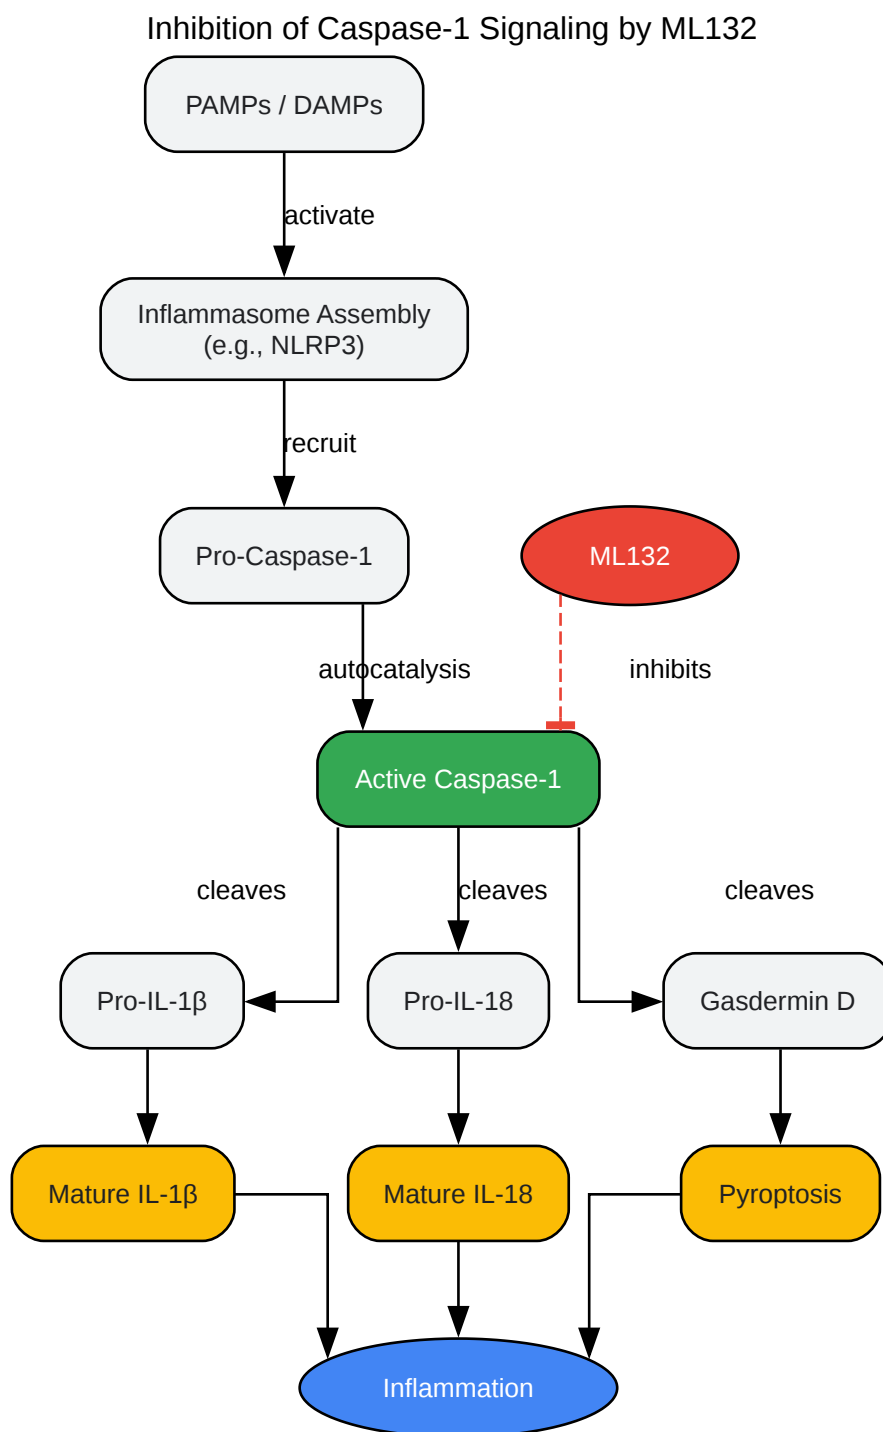 Inhibition of Caspase-1 Signaling by ML132
PAMPs / DAMPs
activate
Inflammasome Assembly
(e.g., NLRP3)
recruit
Pro-Caspase-1
ML132
autocatalysis
inhibits
Active Caspase-1
cleaves
cleaves
cleaves
Pro-IL-1β
Pro-IL-18
Gasdermin D
Mature IL-1β
Mature IL-18
Pyroptosis
Inflammation